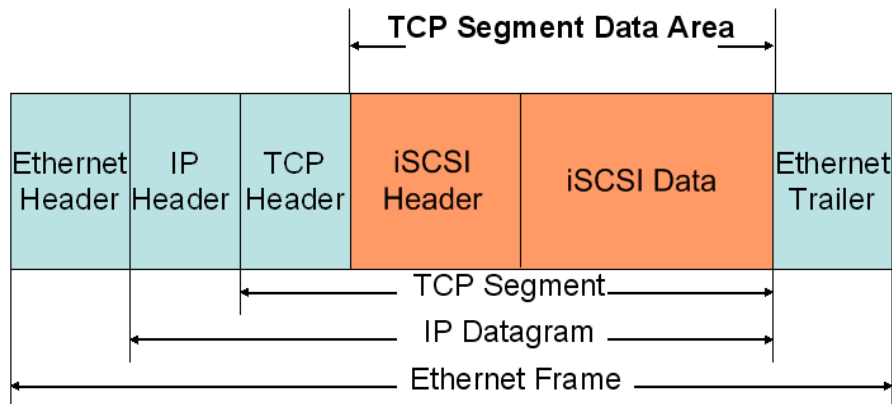 TCP Segment Data Area
Ethernet Header
IP Header
TCP Header
iSCSI Header
iSCSI Data
Ethernet Trailer
TCP Segment
IP Datagram
Ethernet Frame